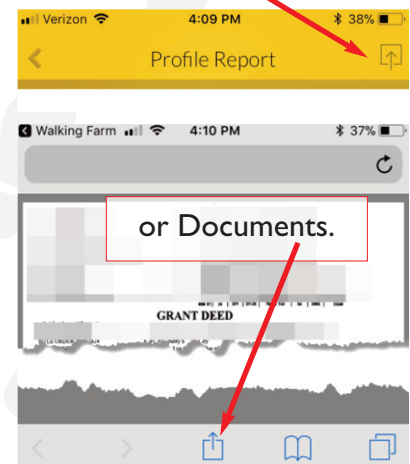 Verizon 4:09 PM 38%
Profile Report
Walking Farm 4:10 PM 37%
or Documents.
GRANT DEED